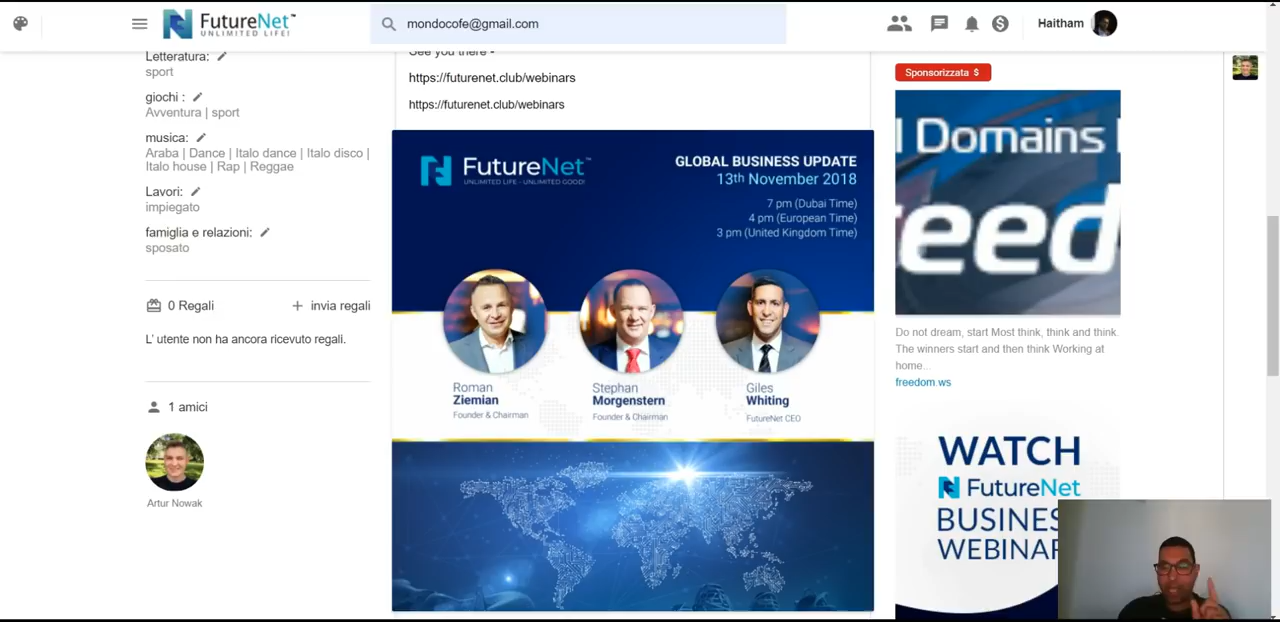 FutureNet™
UNLIMITED LIFE!
mondocofe@gmail.com
Haitham
Letteratura:
sport
giochi :
Avventura | sport
musica:
Araba | Dance | Italo dance | Italo disco |
Italo house | Rap | Reggae
Lavori:
impiegato
famiglia e relazioni:
sposato
0 Regali
+ invia regali
L' utente non ha ancora ricevuto regali.
1 amici
Artur Nowak
See you there -
https://futurenet.club/webinars
https://futurenet.club/webinars
FutureNet™
UNLIMITED LIFE - UNLIMITED GOOD!
GLOBAL BUSINESS UPDATE
13th November 2018
7 pm (Dubai Time)
4 pm (European Time)
3 pm (United Kingdom Time)
Roman
Ziemian
Founder & Chairman
Stephan
Morgenstern
Founder & Chairman
Giles
Whiting
FutureNet CEO
Sponsorizzata $
Domains
eed
Do not dream, start Most think, think and think.
The winners start and then think Working at
home...
freedom.ws
WATCH
FutureNet
BUSINES
WEBINAR